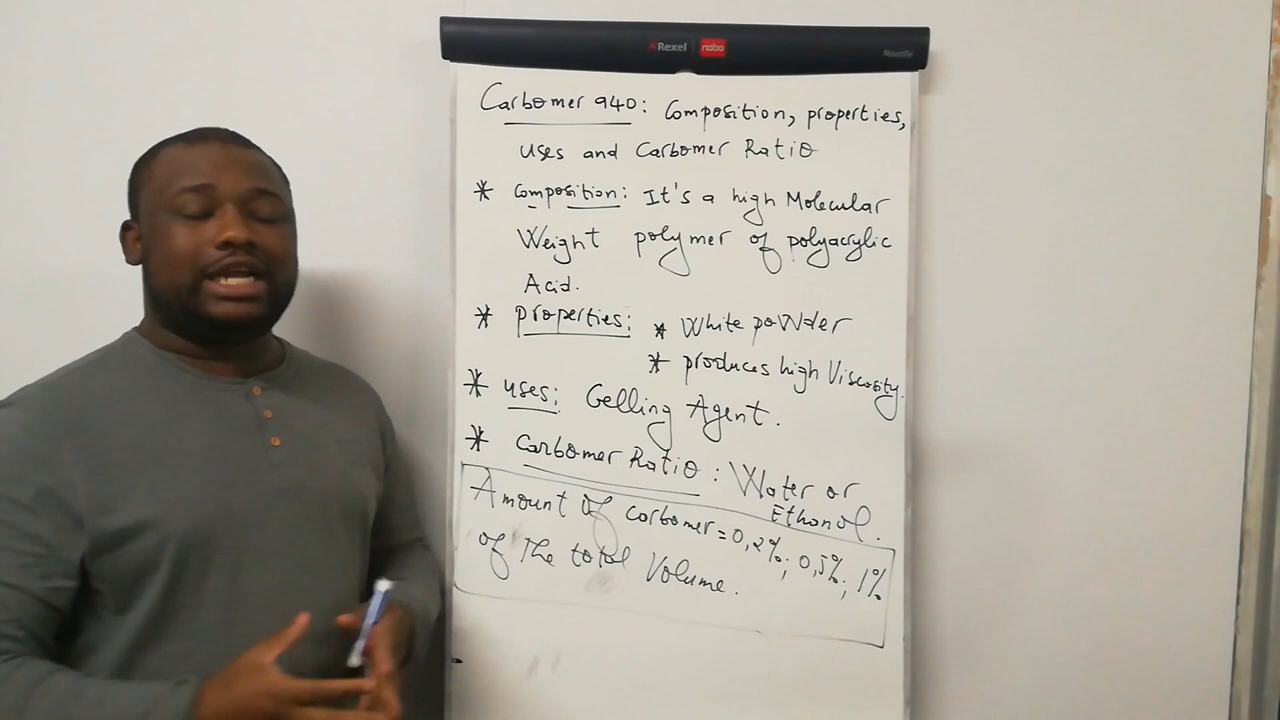 Rexel nobo Nautile
Carbomer 940: Composition, properties,
uses and Carbomer Ratio
* Composition: It's a high Molecular
Weight polymer of polyacrylic
Acid.
* properties: * White powder
* produces high Viscosity.
* uses: Gelling Agent.
* Carbomer Ratio: Water or
Ethanol.
Amount of carbomer = 0,2%; 0,5%; 1%
of The total Volume.